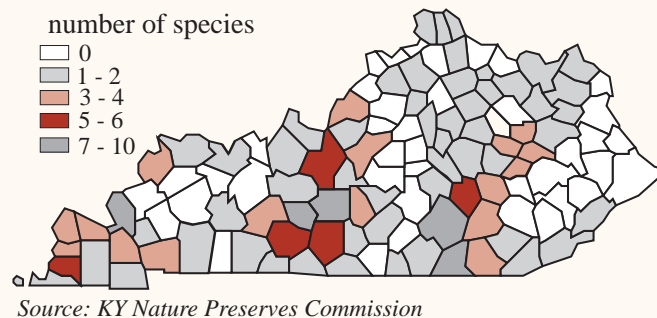 number of species
0
1 - 2
3 - 4
5 - 6
7 - 10
Source: KY Nature Preserves Commission